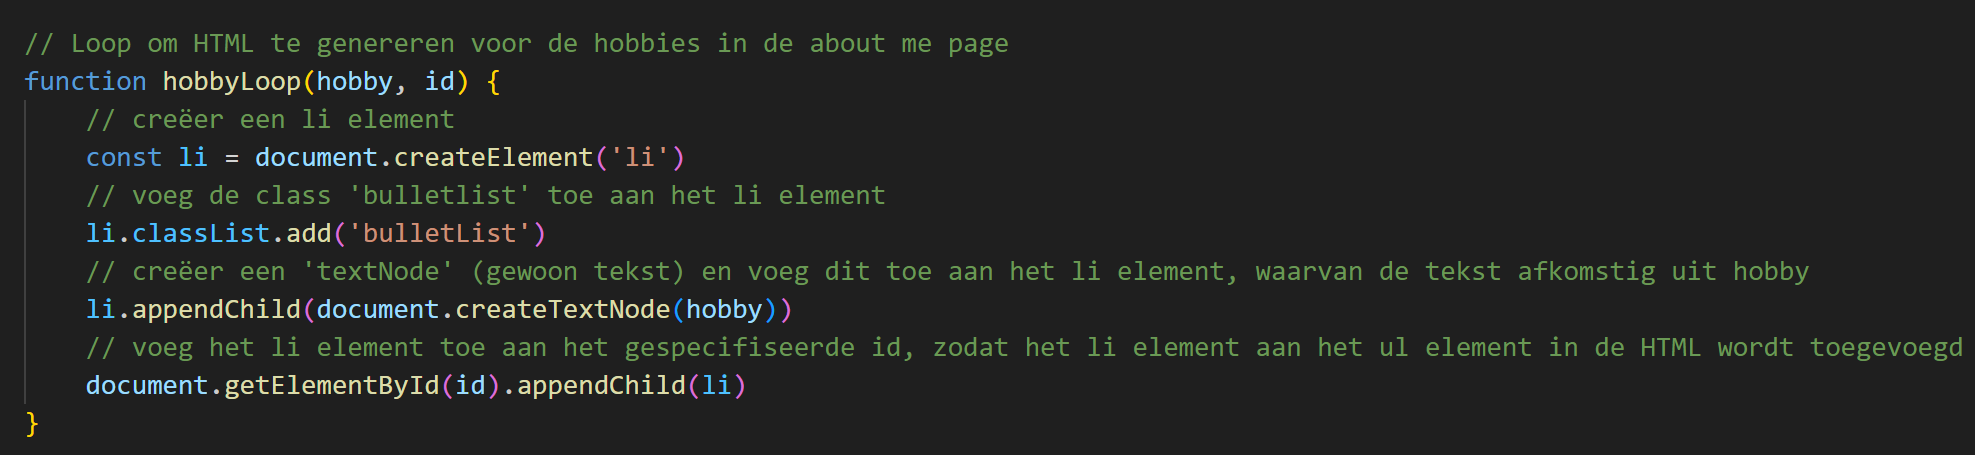 // Loop om HTML te genereren voor de hobbies in de about me page
function hobbyLoop(hobby, id) {
    // creëer een li element
    const li = document.createElement('li')
    // voeg de class 'bulletlist' toe aan het li element
    li.classList.add('bulletList')
    // creëer een 'textNode' (gewoon tekst) en voeg dit toe aan het li element, waarvan de tekst afkomstig uit hobby
    li.appendChild(document.createTextNode(hobby))
    // voeg het li element toe aan het gespecifiseerde id, zodat het li element aan het ul element in de HTML wordt toegevoegd
    document.getElementById(id).appendChild(li)
}